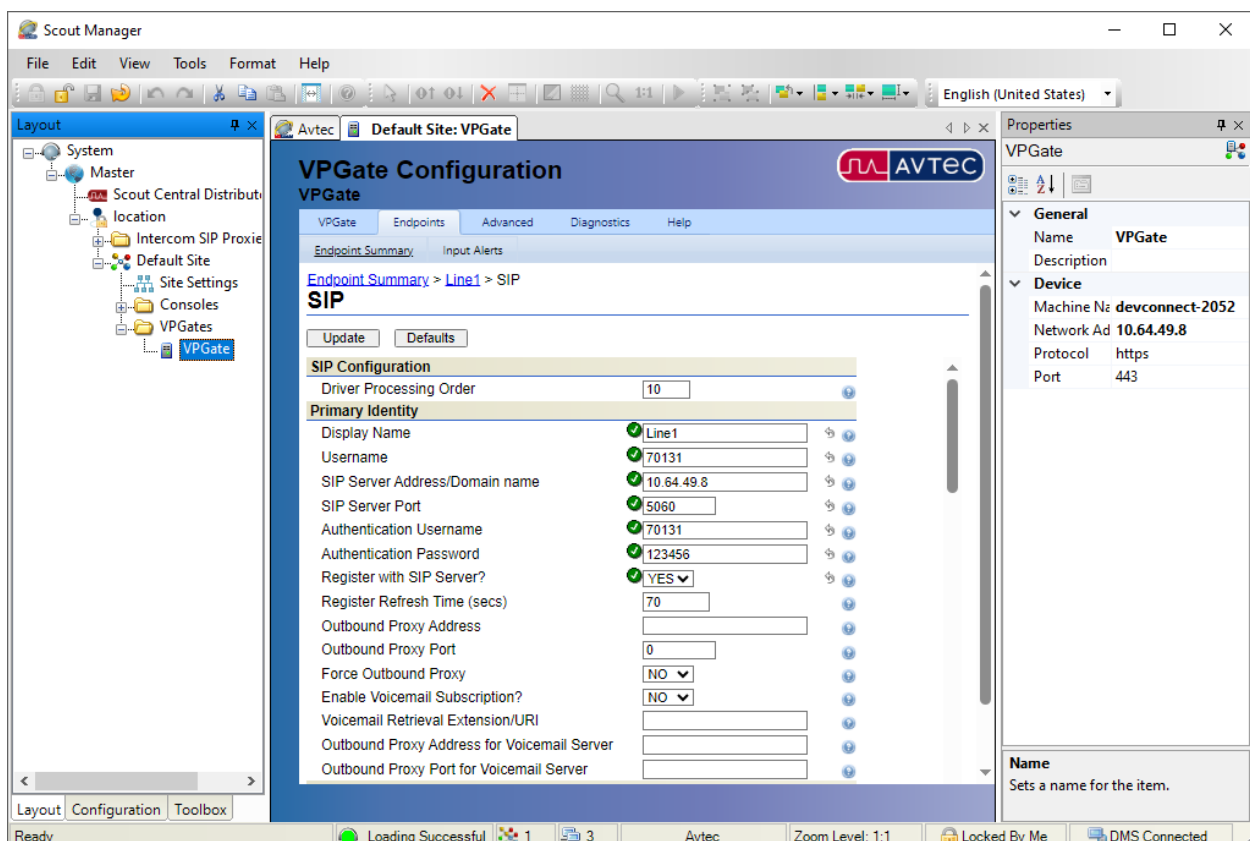 Scout Manager
File Edit View Tools Format Help
1:1 English (United States)
Layout
System
Master
Scout Central Distribut
location
Intercom SIP Proxie
Default Site
Site Settings
Consoles
VPGates
VPGate
Layout Configuration Toolbox
Avtec Default Site: VPGate
VPGate Configuration
VPGate
AVTEC
VPGate Endpoints Advanced Diagnostics Help
Endpoint Summary Input Alerts
Endpoint Summary > Line1 > SIP
SIP
Update Defaults
SIP Configuration
Driver Processing Order 10
Primary Identity
Display Name Line1
Username 70131
SIP Server Address/Domain name 10.64.49.8
SIP Server Port 5060
Authentication Username 70131
Authentication Password 123456
Register with SIP Server? YES
Register Refresh Time (secs) 70
Outbound Proxy Address
Outbound Proxy Port 0
Force Outbound Proxy NO
Enable Voicemail Subscription? NO
Voicemail Retrieval Extension/URI
Outbound Proxy Address for Voicemail Server
Outbound Proxy Port for Voicemail Server
Properties
VPGate
General
Name VPGate
Description
Device
Machine Na devconnect-2052
Network Ad 10.64.49.8
Protocol https
Port 443
Name
Sets a name for the item.
Ready Loading Successful 1 3 Avtec Zoom Level: 1:1 Locked By Me DMS Connected